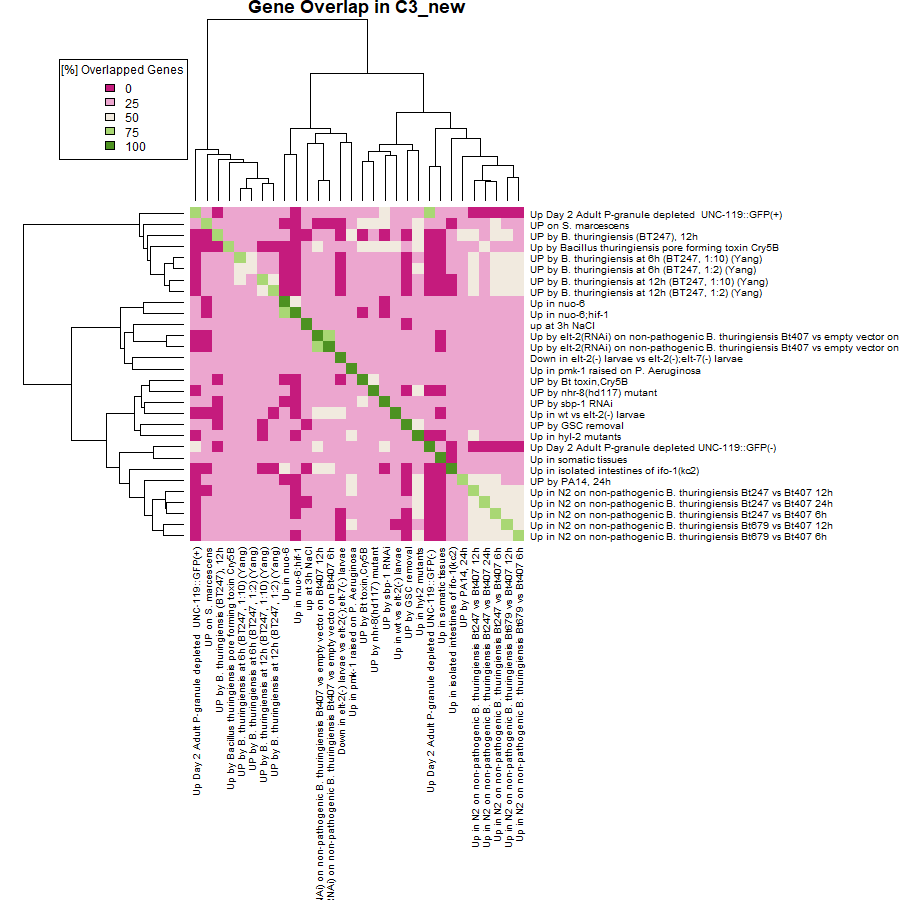 Gene Overlap in C3_new
[%] Overlapped Genes
0
25
50
75
100
Up Day 2 Adult P-granule depleted  UNC-119::GFP(+)
UP on S. marcescens
UP by B. thuringiensis (BT247), 12h
Up by Bacillus thuringiensis pore forming toxin Cry5B
UP by B. thuringiensis at 6h (BT247, 1:10) (Yang)
UP by B. thuringiensis at 6h (BT247, 1:2) (Yang)
UP by B. thuringiensis at 12h (BT247, 1:10) (Yang)
UP by B. thuringiensis at 12h (BT247, 1:2) (Yang)
Up in nuo-6
Up in nuo-6;hif-1
up at 3h NaCl
Up by elt-2(RNAi) on non-pathogenic B. thuringiensis Bt407 vs empty vector on
Up by elt-2(RNAi) on non-pathogenic B. thuringiensis Bt407 vs empty vector on
Down in elt-2(-) larvae vs elt-2(-);elt-7(-) larvae
Up in pmk-1 raised on P. Aeruginosa
UP by Bt toxin,Cry5B
UP by nhr-8(hd117) mutant
UP by sbp-1 RNAi
Up in wt vs elt-2(-) larvae
UP by GSC removal
Up in hyl-2 mutants
Up Day 2 Adult P-granule depleted UNC-119::GFP(-)
Up in somatic tissues
Up in isolated intestines of ifo-1(kc2)
UP by PA14, 24h
Up in N2 on non-pathogenic B. thuringiensis Bt247 vs Bt407 12h
Up in N2 on non-pathogenic B. thuringiensis Bt247 vs Bt407 24h
Up in N2 on non-pathogenic B. thuringiensis Bt247 vs Bt407 6h
Up in N2 on non-pathogenic B. thuringiensis Bt679 vs Bt407 12h
Up in N2 on non-pathogenic B. thuringiensis Bt679 vs Bt407 6h
Up Day 2 Adult P-granule depleted  UNC-119::GFP(+)
UP on S. marcescens
UP by B. thuringiensis (BT247), 12h
Up by Bacillus thuringiensis pore forming toxin Cry5B
UP by B. thuringiensis at 6h (BT247, 1:10) (Yang)
UP by B. thuringiensis at 6h (BT247, 1:2) (Yang)
UP by B. thuringiensis at 12h (BT247, 1:10) (Yang)
UP by B. thuringiensis at 12h (BT247, 1:2) (Yang)
Up in nuo-6
Up in nuo-6;hif-1
up at 3h NaCl
NAi) on non-pathogenic B. thuringiensis Bt407 vs empty vector on Bt407 12h
RNAi) on non-pathogenic B. thuringiensis Bt407 vs empty vector on Bt407 6h
Down in elt-2(-) larvae vs elt-2(-);elt-7(-) larvae
Up in pmk-1 raised on P. Aeruginosa
UP by Bt toxin,Cry5B
UP by nhr-8(hd117) mutant
UP by sbp-1 RNAi
Up in wt vs elt-2(-) larvae
UP by GSC removal
Up in hyl-2 mutants
Up Day 2 Adult P-granule depleted UNC-119::GFP(-)
Up in somatic tissues
Up in isolated intestines of ifo-1(kc2)
UP by PA14, 24h
Up in N2 on non-pathogenic B. thuringiensis Bt247 vs Bt407 12h
Up in N2 on non-pathogenic B. thuringiensis Bt247 vs Bt407 24h
Up in N2 on non-pathogenic B. thuringiensis Bt247 vs Bt407 6h
Up in N2 on non-pathogenic B. thuringiensis Bt679 vs Bt407 12h
Up in N2 on non-pathogenic B. thuringiensis Bt679 vs Bt407 6h